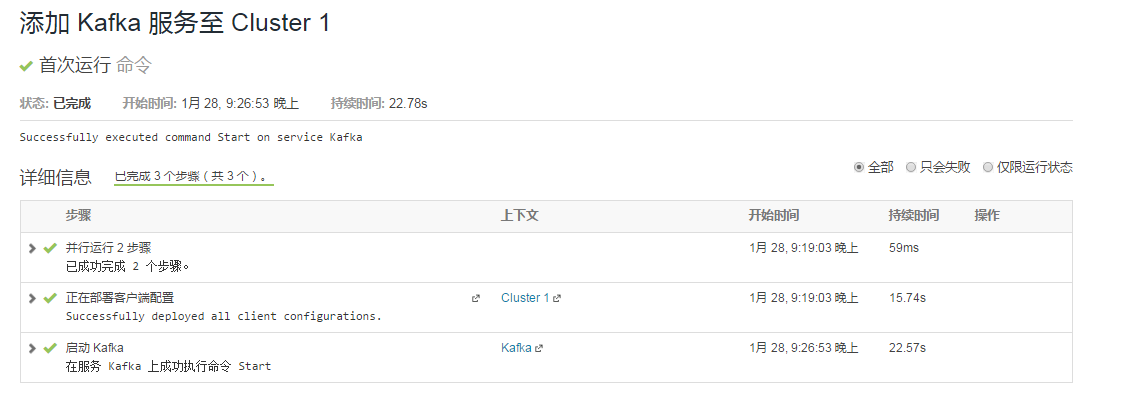 添加 Kafka 服务至 Cluster 1
首次运行 命令
状态: 已完成 开始时间: 1月 28, 9:26:53 晚上 持续时间: 22.78s
Successfully executed command Start on service Kafka
详细信息 已完成 3 个步骤（共 3 个）。 全部 只会失败 仅限运行状态
步骤 上下文 开始时间 持续时间 操作
并行运行 2 步骤 1月 28, 9:19:03 晚上 59ms
已成功完成 2 个步骤。
正在部署客户端配置 Cluster 1 1月 28, 9:19:03 晚上 15.74s
Successfully deployed all client configurations.
启动 Kafka Kafka 1月 28, 9:26:53 晚上 22.57s
在服务 Kafka 上成功执行命令 Start